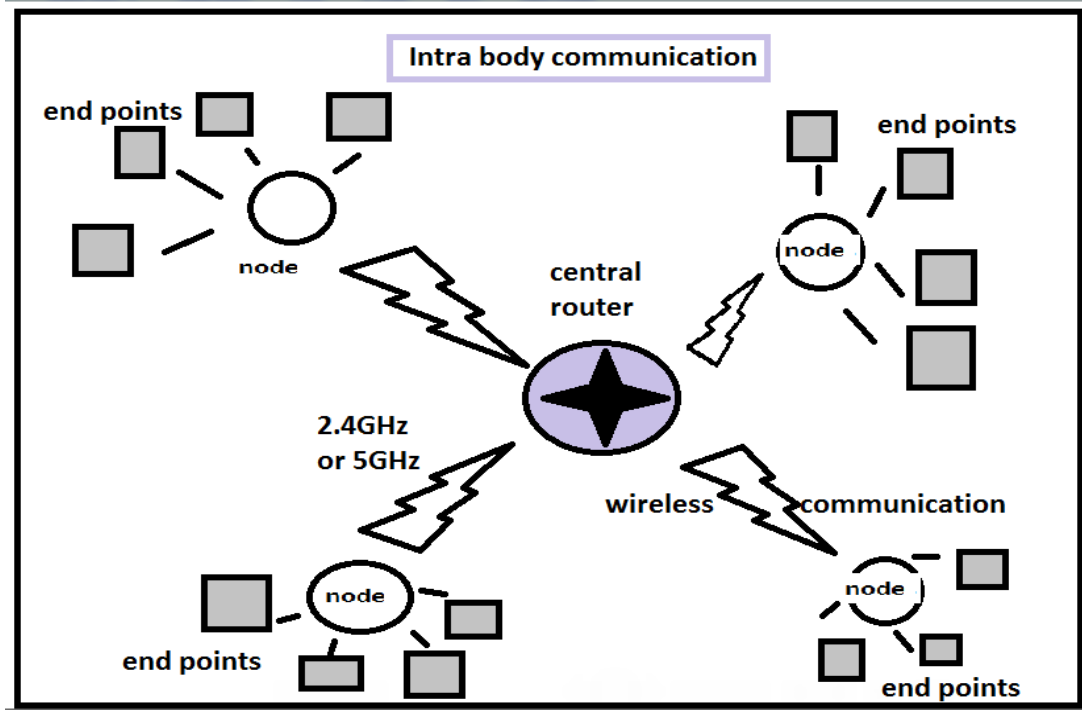 Intra body communication
end points
end points
node
node
central
router
2.4GHz
or 5GHz
wireless communication
node
node
end points
end points